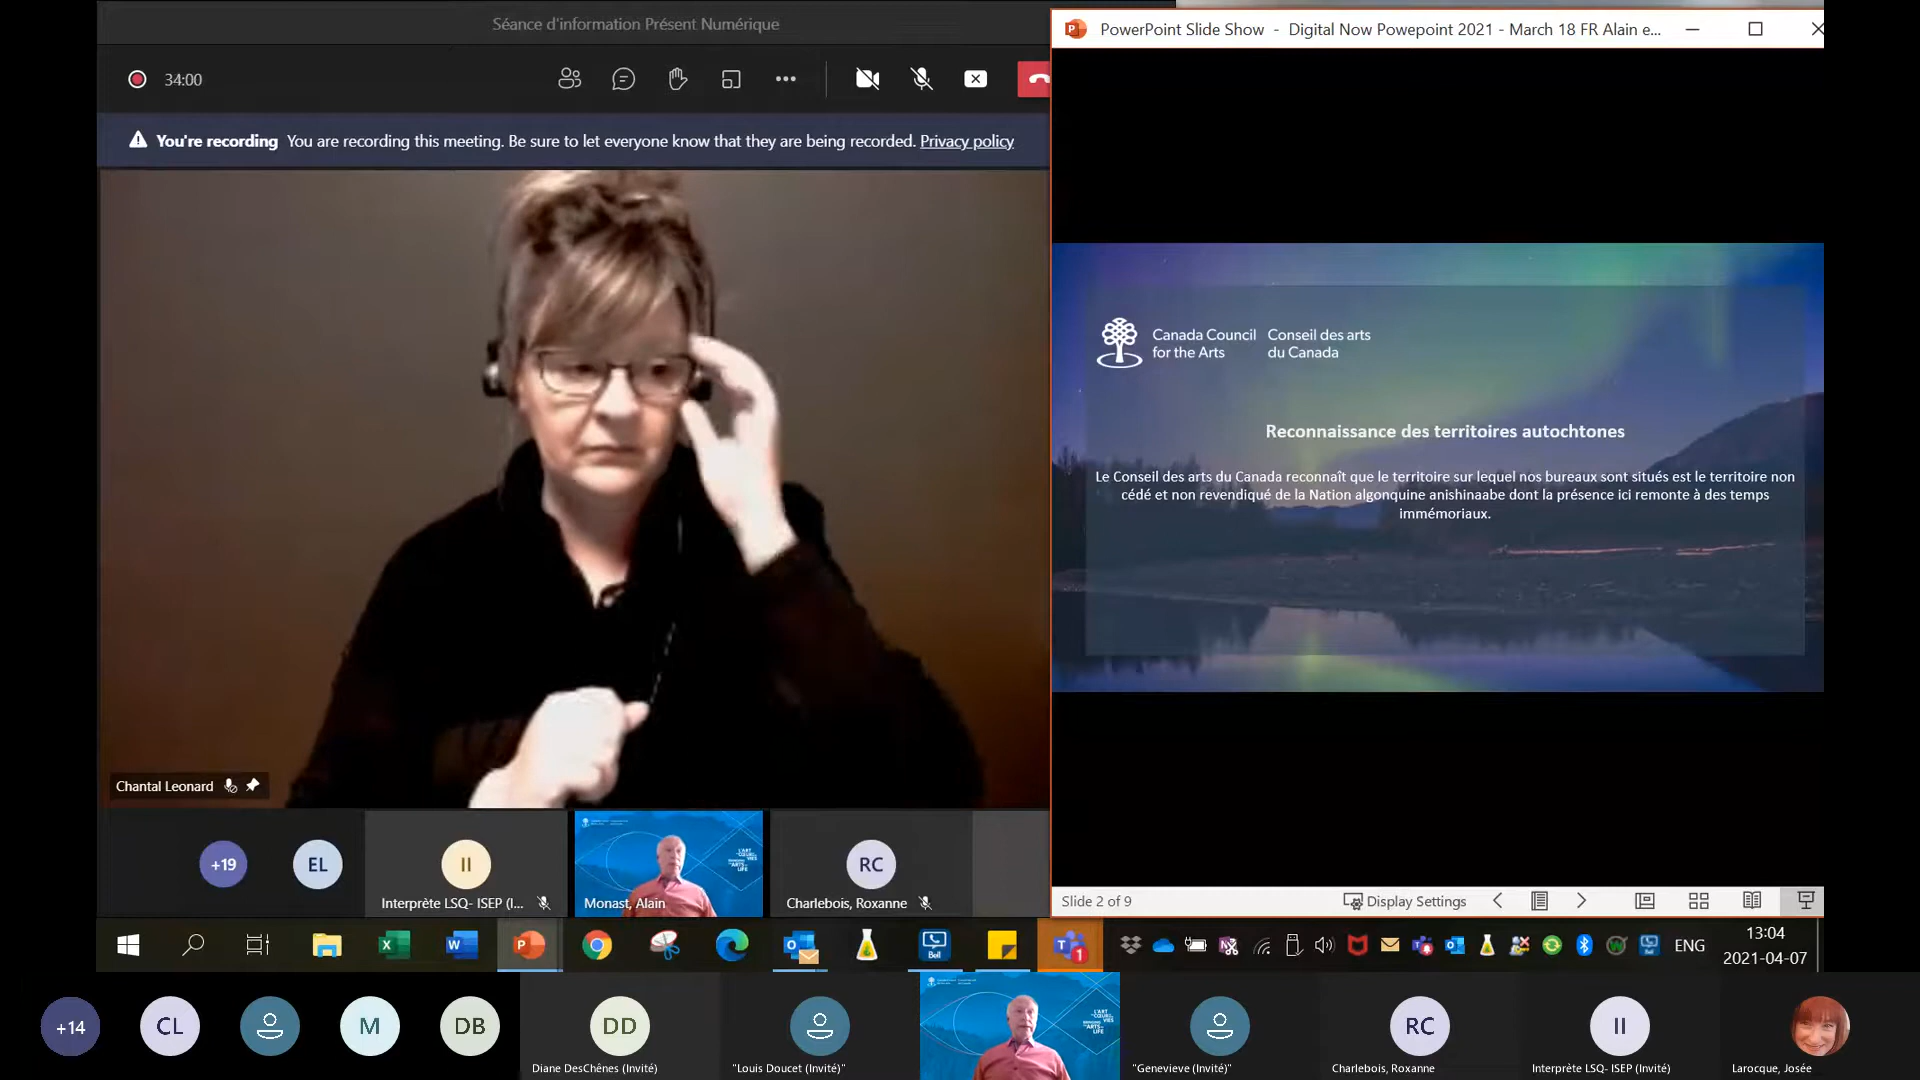 Séance d'information Présent Numérique
34:00
You're recording You are recording this meeting. Be sure to let everyone know that they are being recorded. Privacy policy
Chantal Leonard
+19
EL
II
Interprète LSQ- ISEP (I...
Monast, Alain
RC
Charlebois, Roxanne
PowerPoint Slide Show - Digital Now Powepoint 2021 - March 18 FR Alain e...
Canada Council
for the Arts
Conseil des arts
du Canada
Reconnaissance des territoires autochtones
Le Conseil des arts du Canada reconnaît que le territoire sur lequel nos bureaux sont situés est le territoire non
cédé et non revendiqué de la Nation algonquine anishinaabe dont la présence ici remonte à des temps
immémoriaux.
Slide 2 of 9
Display Settings
Bell
1
ENG
13:04
2021-04-07
+14
CL
M
DB
DD
Diane DesChênes (Invité)
"Louis Doucet (Invité)"
"Genevieve (Invité)"
RC
Charlebois, Roxanne
II
Interprète LSQ- ISEP (Invité)
Larocque, Josée